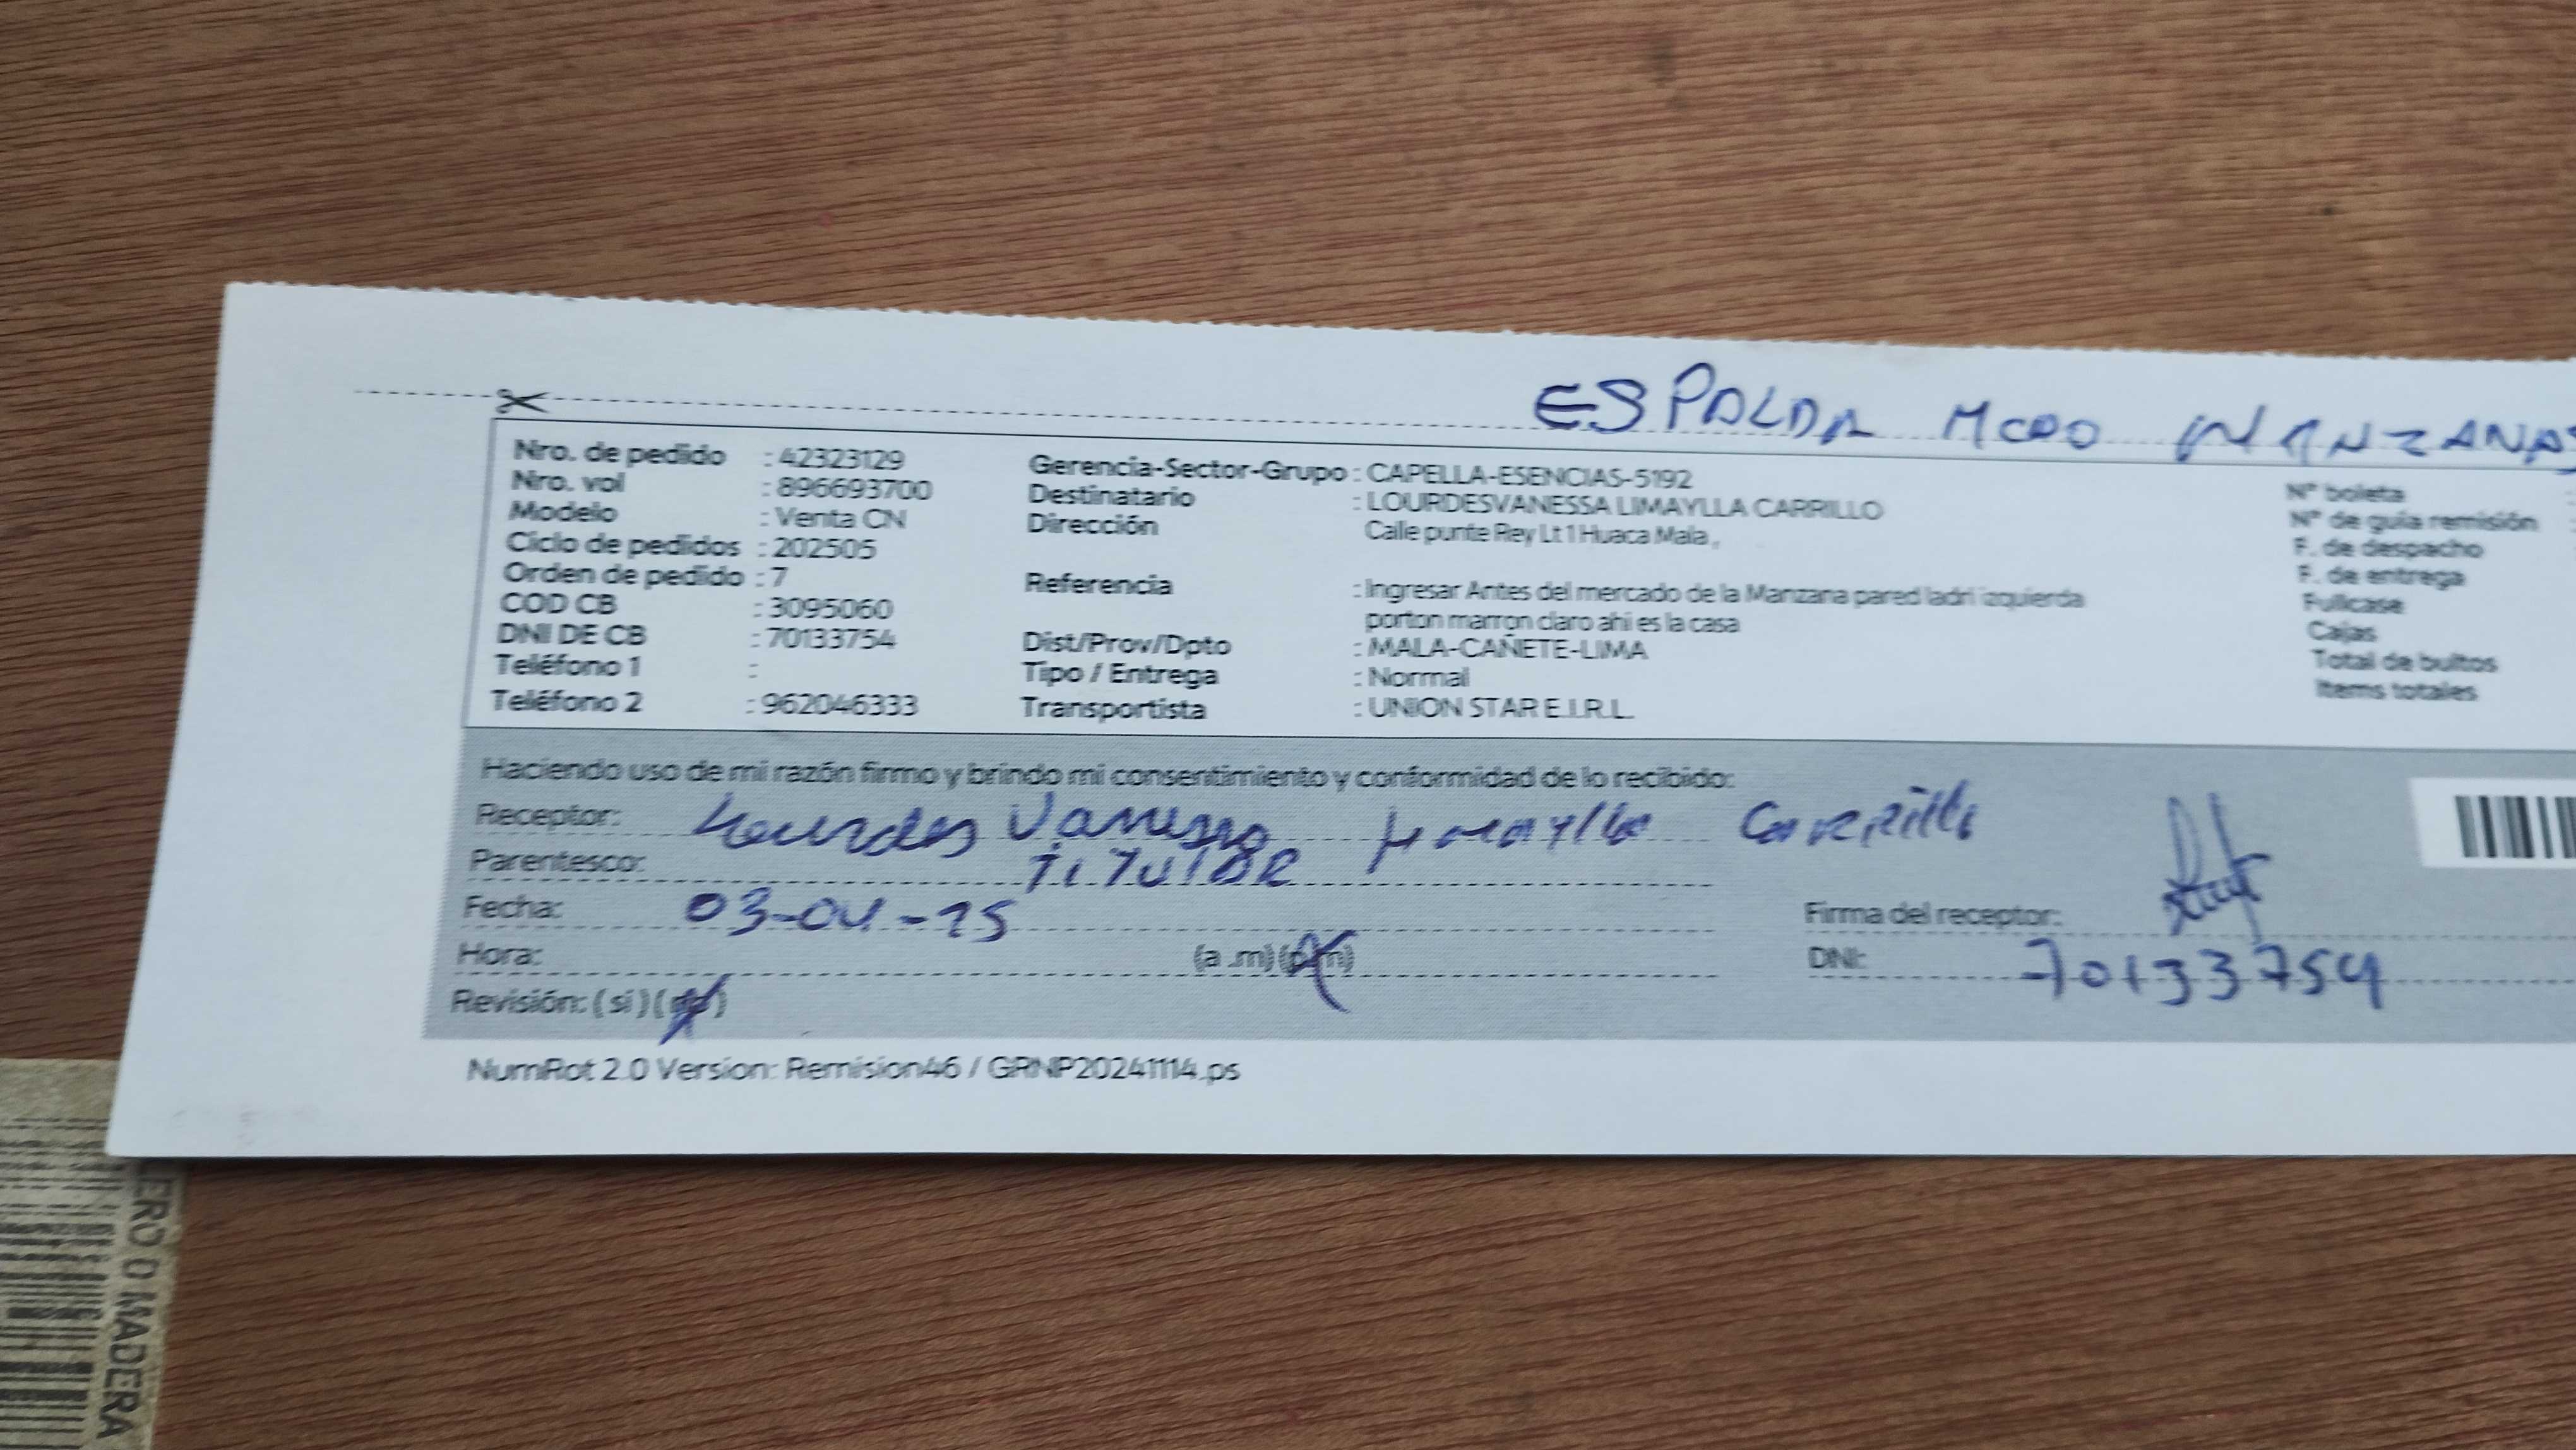 ESPALDA MCDO MANZANAS
Nro. de pedido : 42323129
Nro. vol : 896693700
Modelo : Venta CN
Ciclo de pedidos : 202505
Orden de pedido : 7
COD CB : 3095060
DNI DE CB : 70133754
Teléfono 1 :
Teléfono 2 : 962046333
Gerencia-Sector-Grupo : CAPELLA-ESENCIAS-5192
Destinatario : LOURDESVANESSA LIMAYLLA CARRILLO
Dirección Calle punte Rey Lt 1 Huaca Mala ,
Referencia : Ingresar Antes del mercado de la Manzana pared ladri izquierda
porton marron claro ahi es la casa
Dist/Prov/Dpto : MALA-CAÑETE-LIMA
Tipo / Entrega : Normal
Transportista : UNION STAR E.I.R.L.
N° boleta
N° de guía remisión
F. de despacho
F. de entrega
Fullcase
Cajas
Total de bultos
Items totales
Haciendo uso de mi razón firmo y brindo mi consentimiento y conformidad de lo recibido:
Receptor: Lourdes Vanessa Limaylla Carrillo
Parentesco: TiTulaR
Fecha: 03-04-25
Hora: (a .m) (p.m)
Revisión: ( si ) ( no )
Firma del receptor:
DNI: 70133754
NumRot 2.0 Version: Remision46 / GRNP20241114.ps
ERO O MADERA